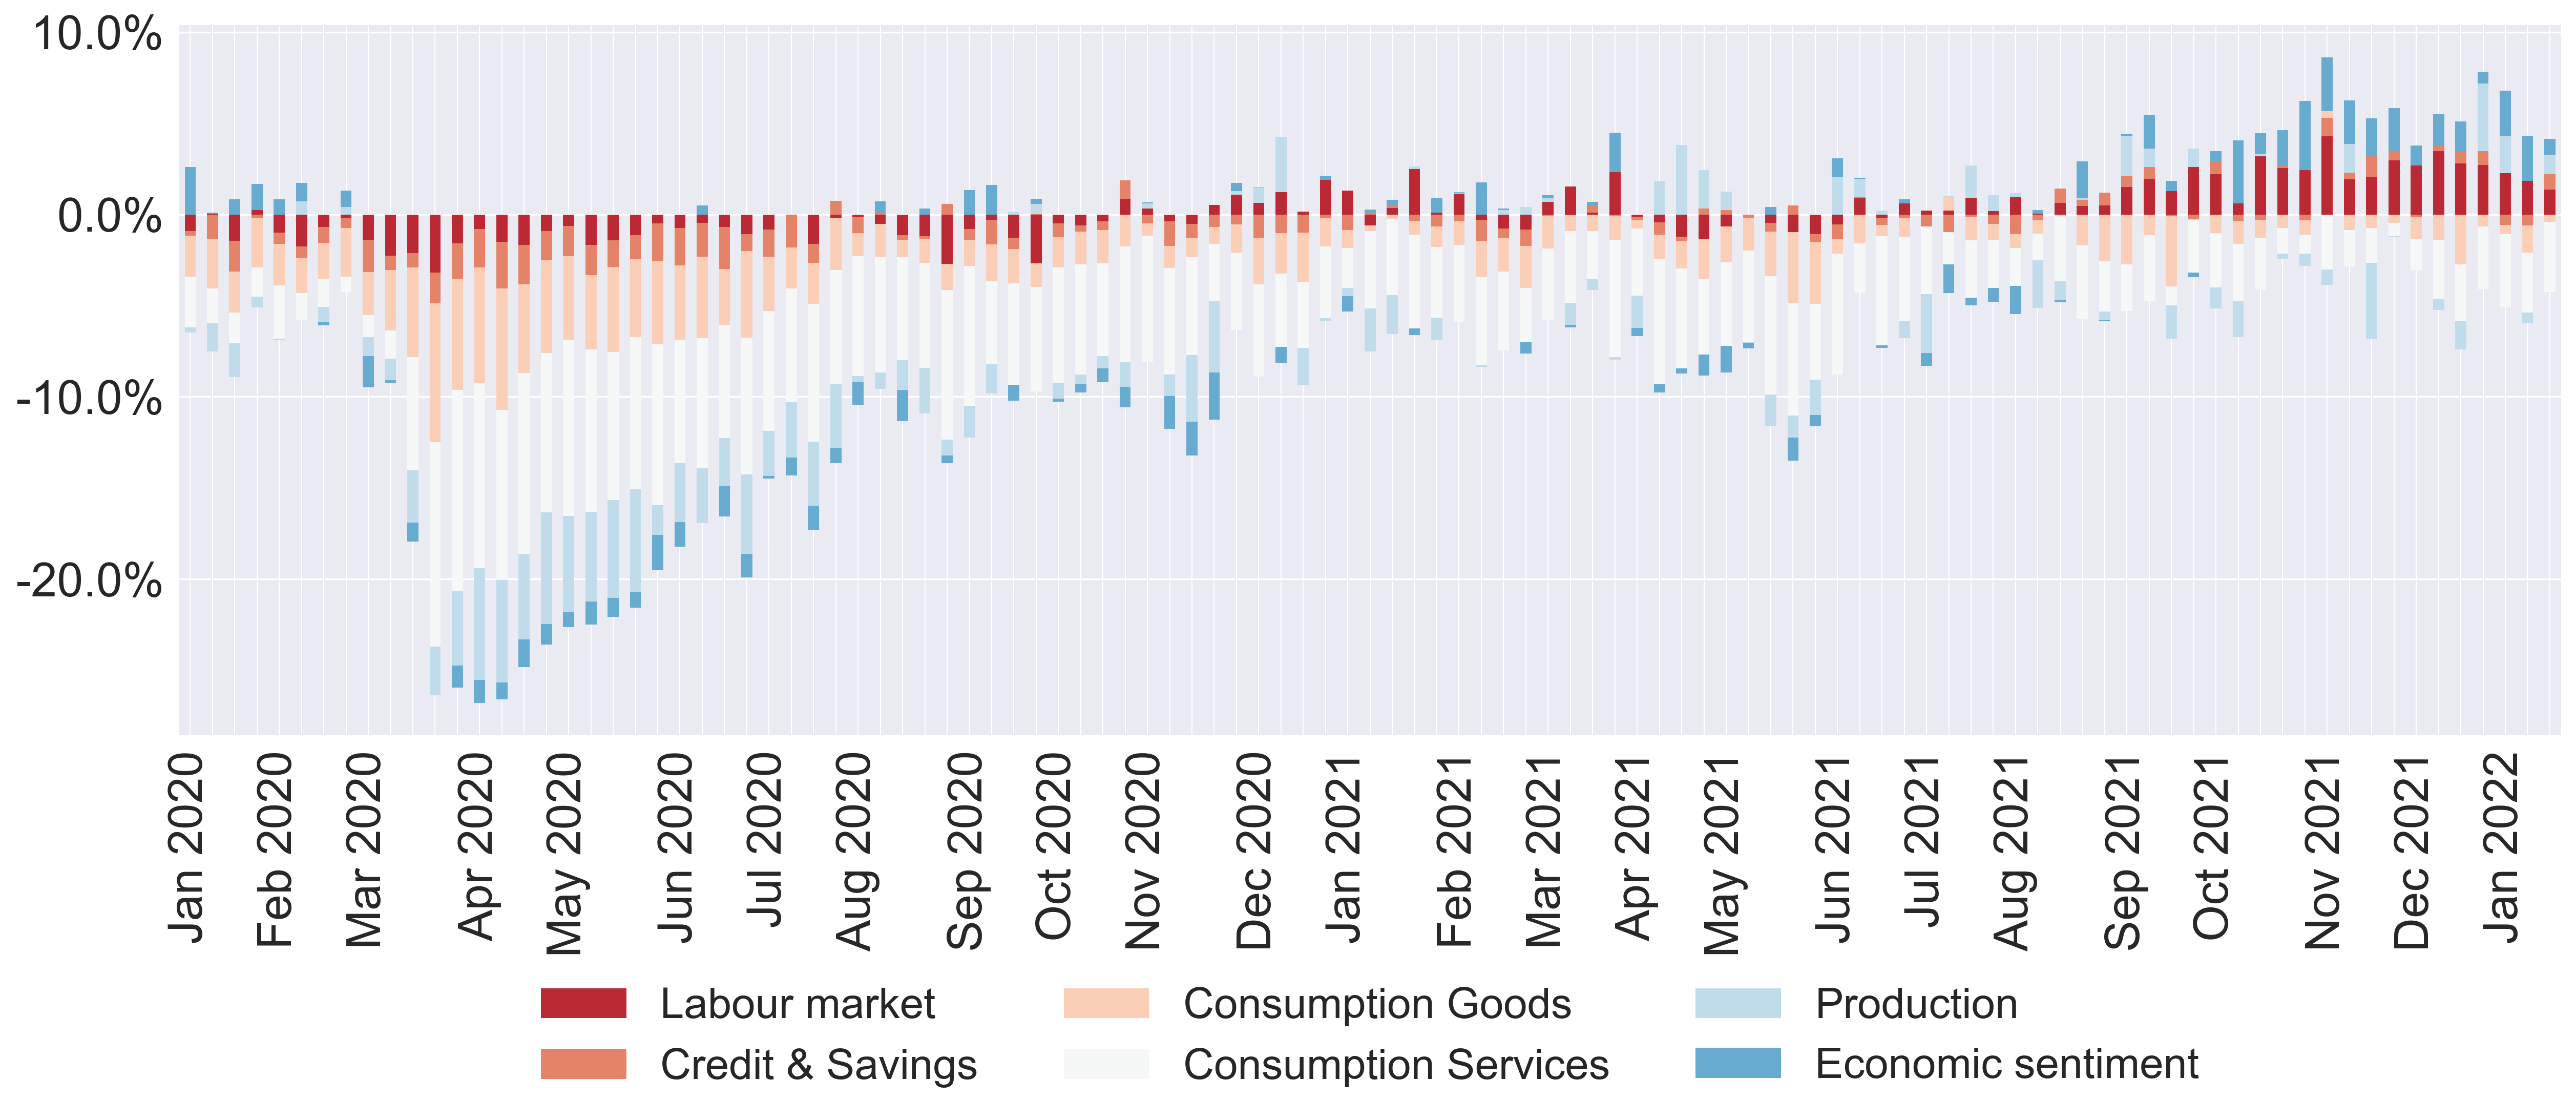 10.0%
0.0%
-10.0%
-20.0%
Jan 2020
Feb 2020
Mar 2020
Apr 2020
May 2020
Jun 2020
Jul 2020
Aug 2020
Sep 2020
Oct 2020
Nov 2020
Dec 2020
Jan 2021
Feb 2021
Mar 2021
Apr 2021
May 2021
Jun 2021
Jul 2021
Aug 2021
Sep 2021
Oct 2021
Nov 2021
Dec 2021
Jan 2022
Labour market
Consumption Goods
Production
Credit & Savings
Consumption Services
Economic sentiment